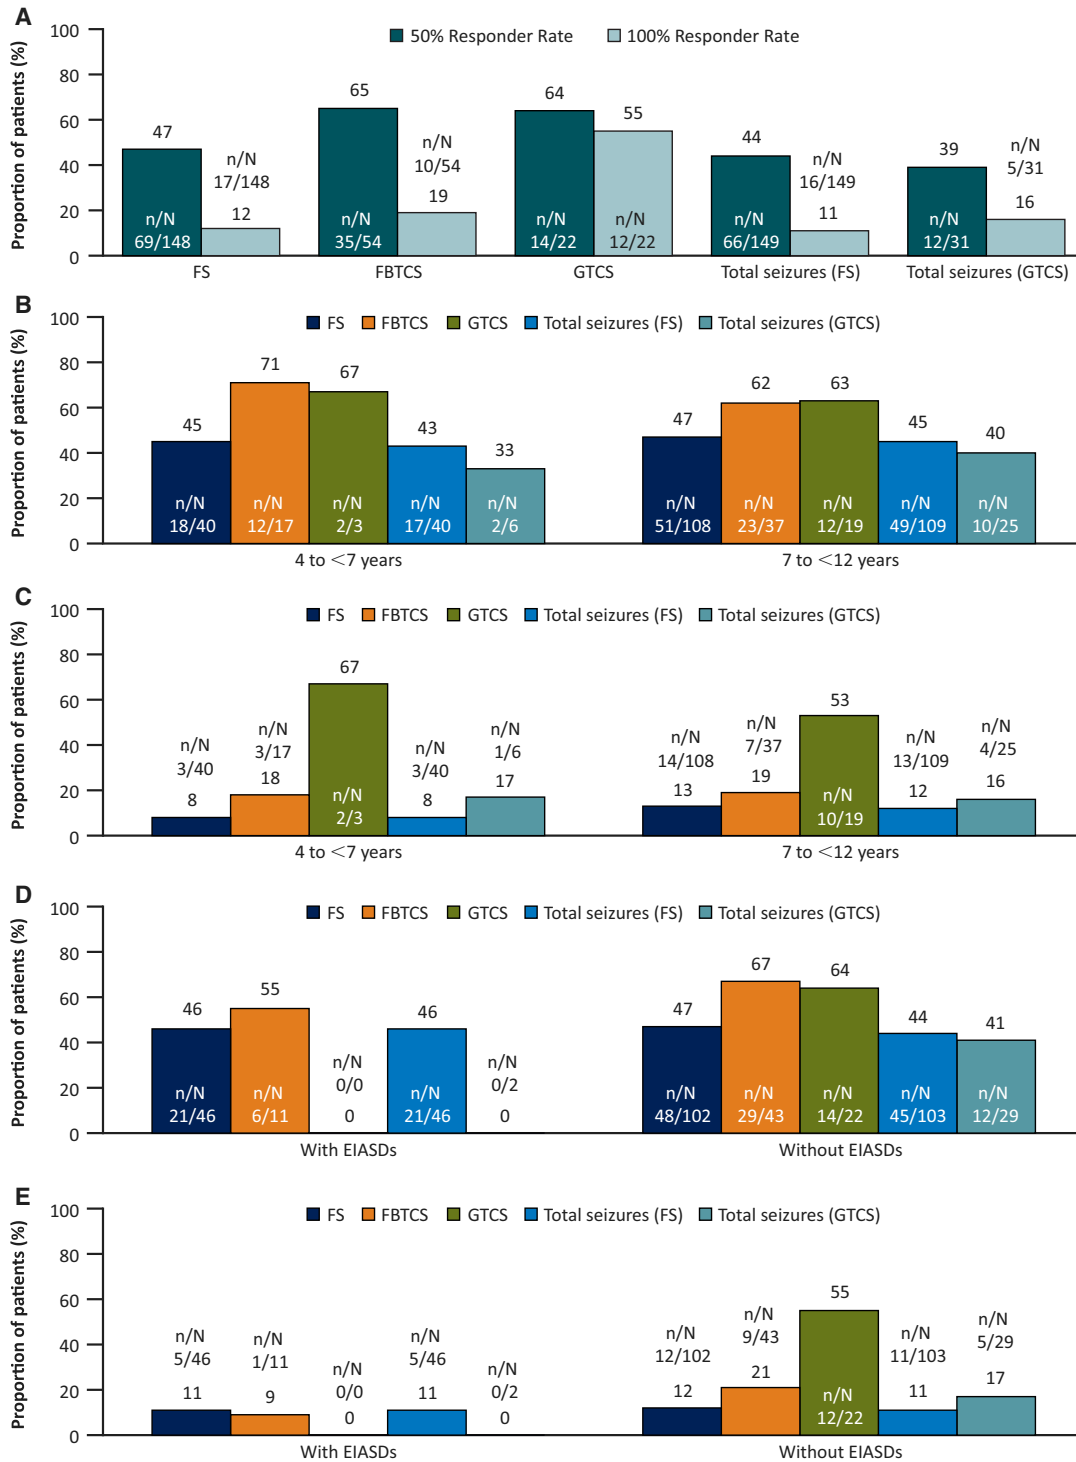 A
Proportion of patients (%)
100
80
60
40
20
0
50% Responder Rate
100% Responder Rate
47
n/N
69/148
n/N
17/148
12
65
n/N
35/54
n/N
10/54
19
64
n/N
14/22
55
n/N
12/22
44
n/N
66/149
n/N
16/149
11
39
n/N
12/31
n/N
5/31
16
FS
FBTCS
GTCS
Total seizures (FS)
Total seizures (GTCS)
B
Proportion of patients (%)
100
80
60
40
20
0
FS
FBTCS
GTCS
Total seizures (FS)
Total seizures (GTCS)
45
n/N
18/40
71
n/N
12/17
67
n/N
2/3
43
n/N
17/40
33
n/N
2/6
47
n/N
51/108
62
n/N
23/37
63
n/N
12/19
45
n/N
49/109
40
n/N
10/25
4 to <7 years
7 to <12 years
C
Proportion of patients (%)
100
80
60
40
20
0
FS
FBTCS
GTCS
Total seizures (FS)
Total seizures (GTCS)
n/N
3/40
8
n/N
3/17
18
67
n/N
2/3
n/N
3/40
8
n/N
1/6
17
n/N
14/108
13
n/N
7/37
19
53
n/N
10/19
n/N
13/109
12
n/N
4/25
16
4 to <7 years
7 to <12 years
D
Proportion of patients (%)
100
80
60
40
20
0
FS
FBTCS
GTCS
Total seizures (FS)
Total seizures (GTCS)
46
n/N
21/46
55
n/N
6/11
n/N
0/0
0
46
n/N
21/46
n/N
0/2
0
47
n/N
48/102
67
n/N
29/43
64
n/N
14/22
44
n/N
45/103
41
n/N
12/29
With EIASDs
Without EIASDs
E
Proportion of patients (%)
100
80
60
40
20
0
FS
FBTCS
GTCS
Total seizures (FS)
Total seizures (GTCS)
n/N
5/46
11
n/N
1/11
9
n/N
0/0
0
n/N
5/46
11
n/N
0/2
0
n/N
12/102
12
n/N
9/43
21
55
n/N
12/22
n/N
11/103
11
n/N
5/29
17
With EIASDs
Without EIASDs